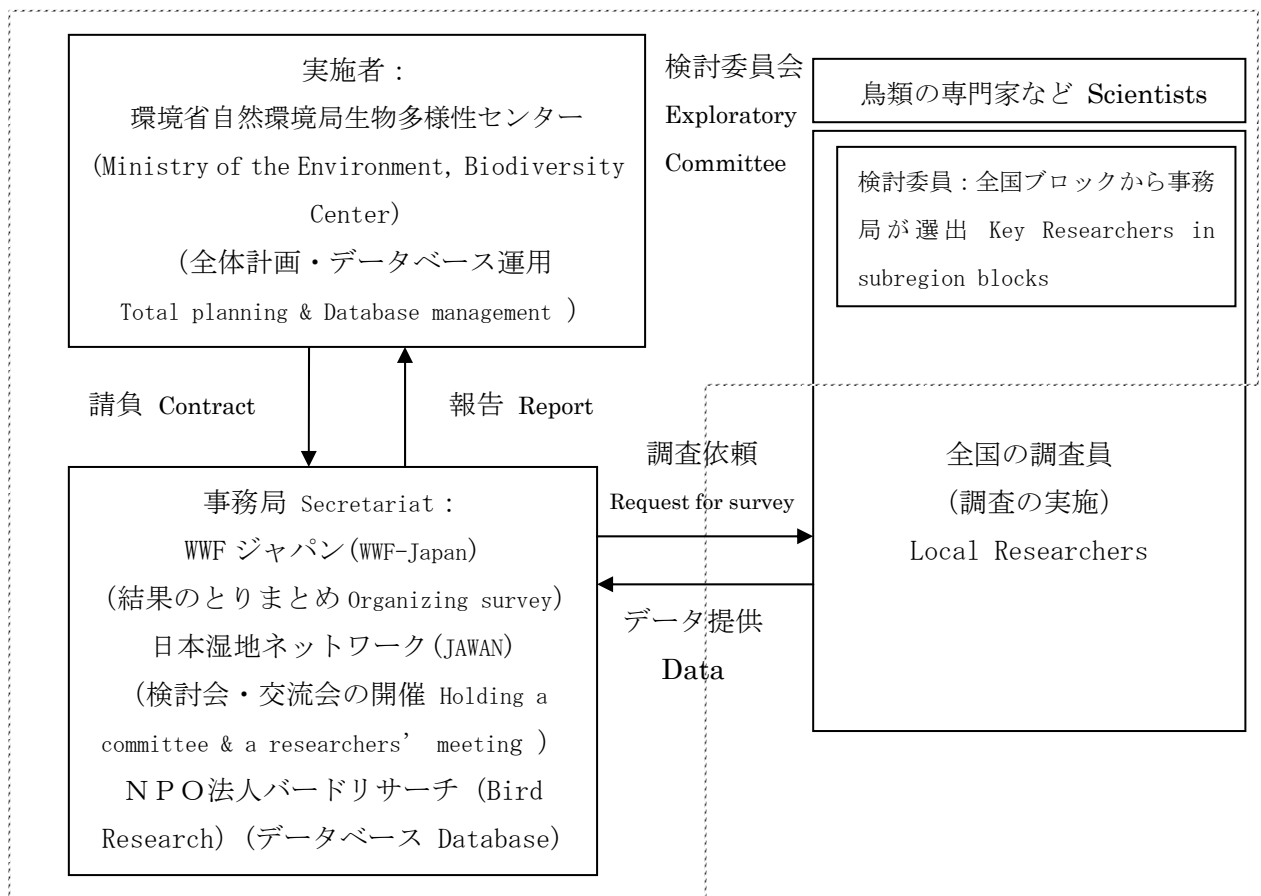 実施者：
環境省自然環境局生物多様性センター
(Ministry of the Environment, Biodiversity
Center)
(全体計画・データベース運用
Total planning & Database management )
検討委員会
Exploratory
Committee
鳥類の専門家など Scientists
検討委員：全国ブロックから事務
局が選出 Key Researchers in
subregion blocks
請負 Contract
報告 Report
調査依頼
Request for survey
データ提供
Data
全国の調査員
(調査の実施)
Local Researchers
事務局 Secretariat：
WWF ジャパン(WWF-Japan)
(結果のとりまとめ Organizing survey)
日本湿地ネットワーク(JAWAN)
(検討会・交流会の開催 Holding a
committee & a researchers’ meeting )
ＮＰＯ法人バードリサーチ (Bird
Research) (データベース Database)